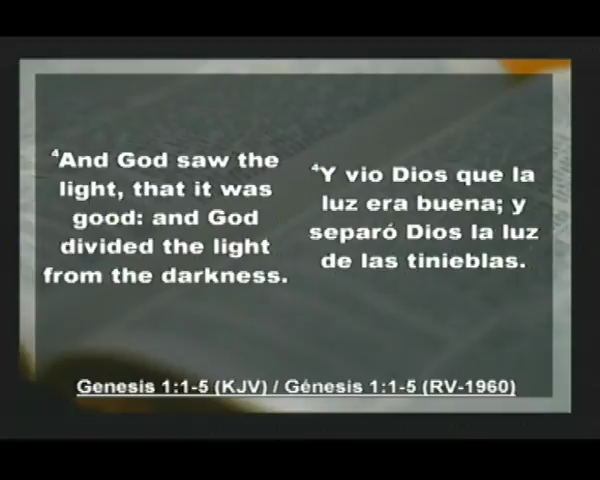 ⁴And God saw the
light, that it was
good: and God
divided the light
from the darkness.
⁴Y vio Dios que la
luz era buena; y
separó Dios la luz
de las tinieblas.
Genesis 1:1-5 (KJV) / Génesis 1:1-5 (RV-1960)